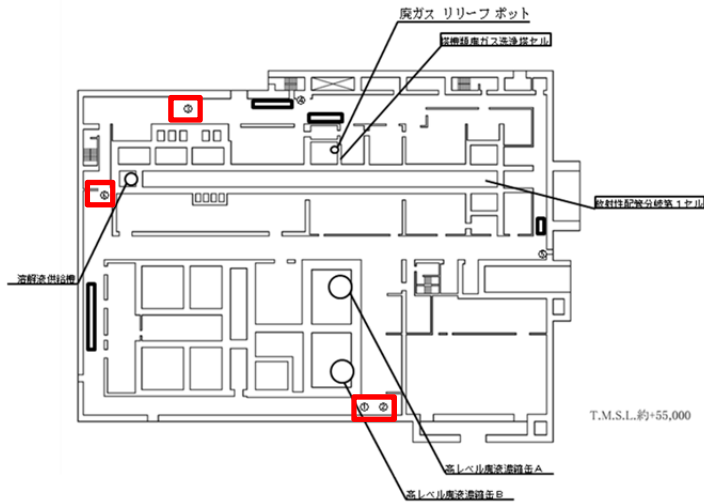 廃ガス リリーフ ポット
塔槽類廃ガス洗浄塔セル
④
放射性配管分岐第1セル
溶解液供給槽
① ②
T.M.S.L.約+55,000
高レベル廃液濃縮缶A
高レベル廃液濃縮缶B